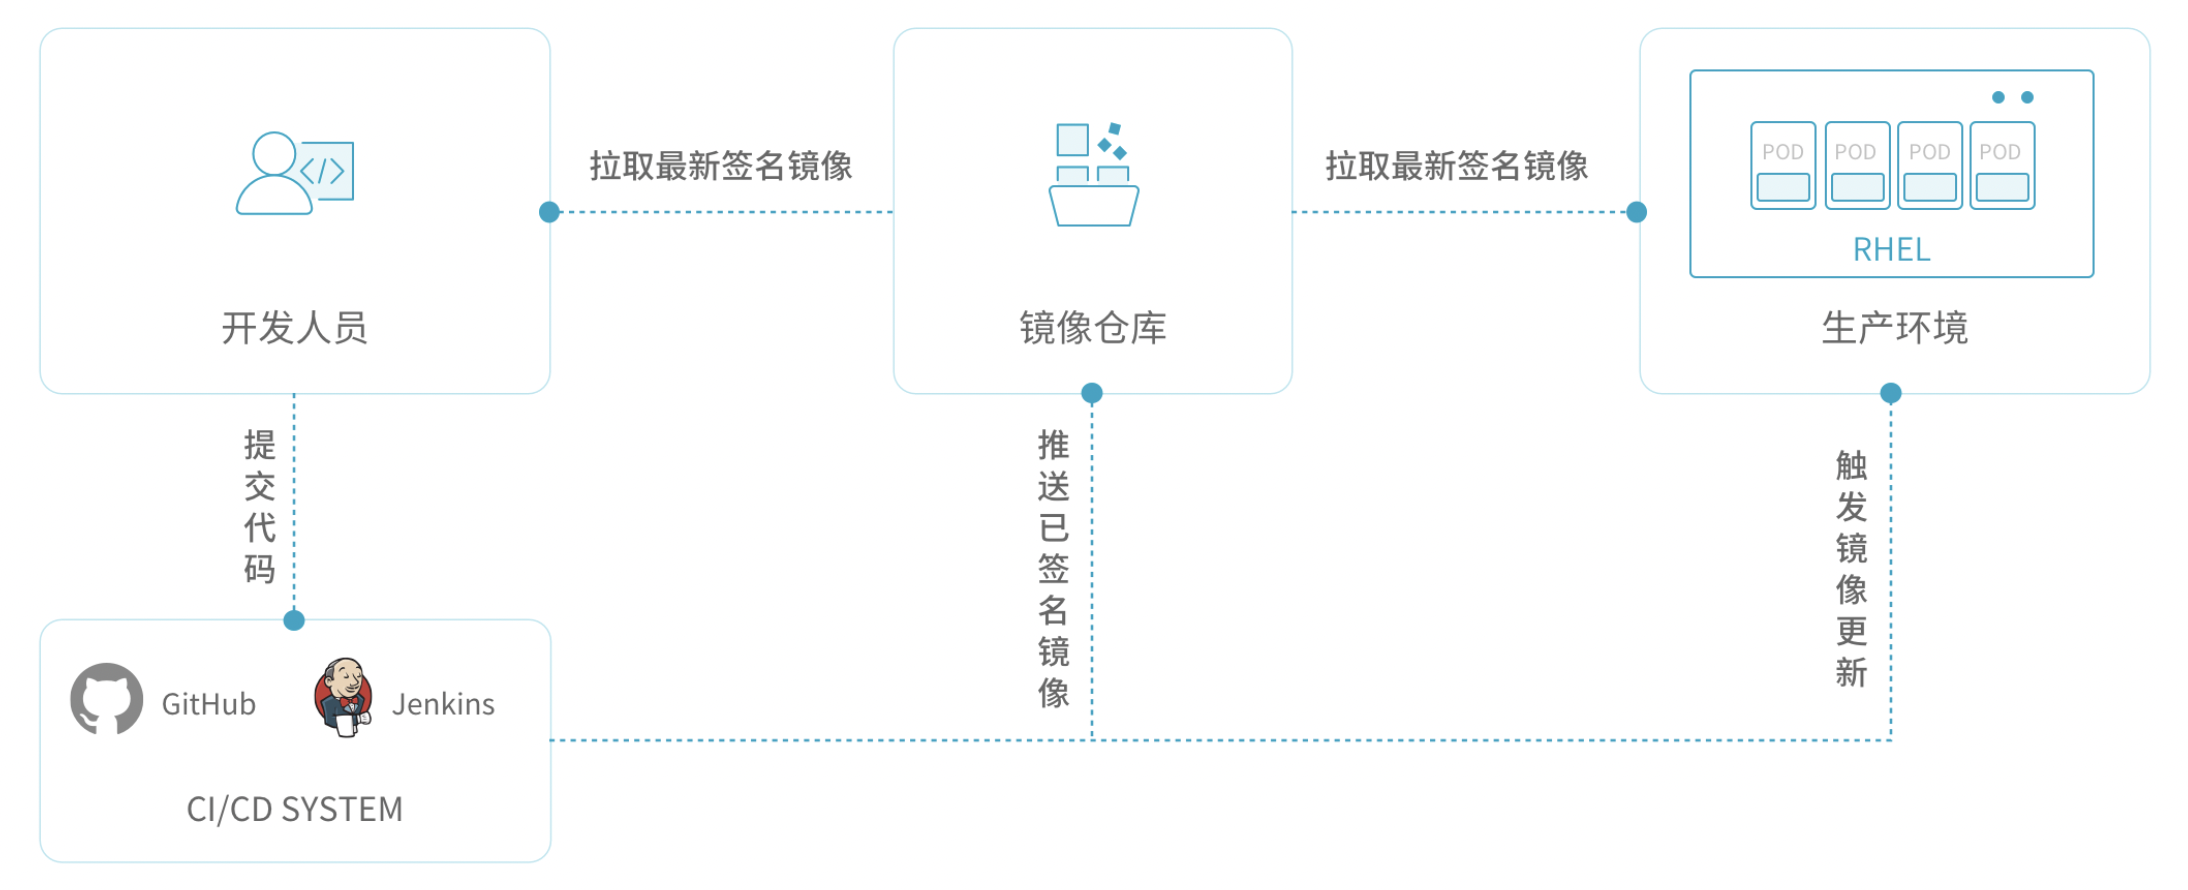 拉取最新签名镜像
拉取最新签名镜像
POD
POD
POD
POD
RHEL
开发人员
镜像仓库
生产环境
提交代码
推送已签名镜像
触发镜像更新
GitHub
Jenkins
CI/CD SYSTEM